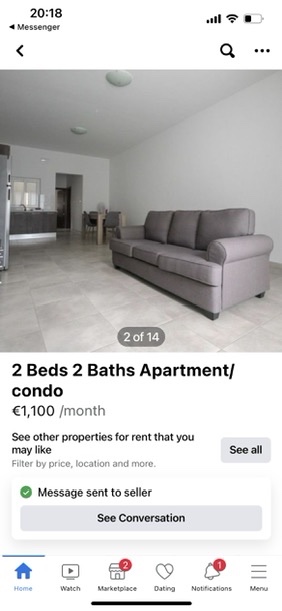 20:18
◀ Messenger
2 of 14
2 Beds 2 Baths Apartment/
condo
€1,100 /month
See other properties for rent that you
may like
Filter by price, location and more.
See all
Message sent to seller
See Conversation
2
1
Home
Watch
Marketplace
Dating
Notifications
Menu